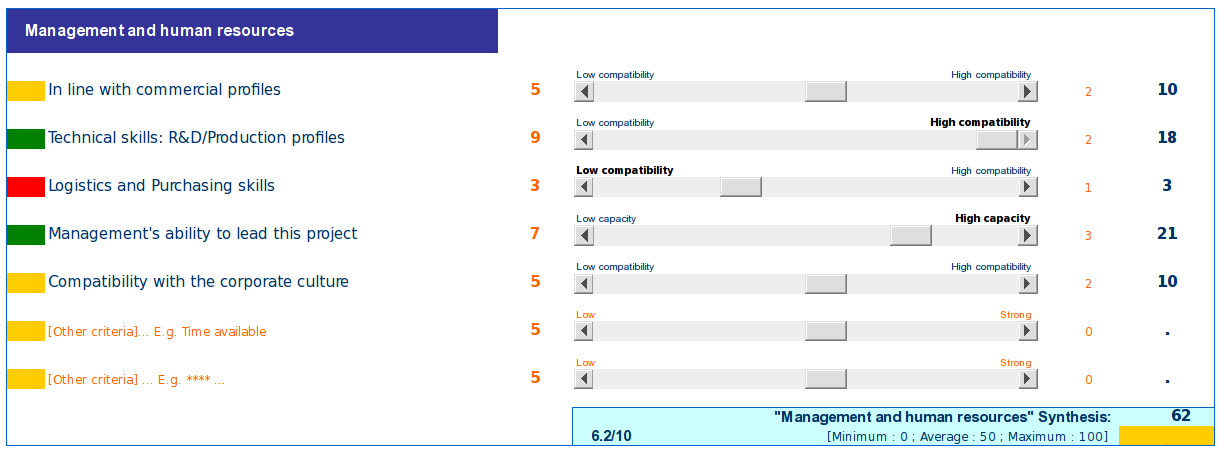 Management and human resources
Low compatibility High compatibility
In line with commercial profiles 5 2 10
Low compatibility High compatibility
Technical skills: R&D/Production profiles 9 2 18
Low compatibility High compatibility
Logistics and Purchasing skills 3 1 3
Low capacity High capacity
Management's ability to lead this project 7 3 21
Low compatibility High compatibility
Compatibility with the corporate culture 5 2 10
Low Strong
[Other criteria]... E.g. Time available 5 0 .
Low Strong
[Other criteria] ... E.g. **** ... 5 0 .
"Management and human resources" Synthesis: 62
6.2/10 [Minimum : 0 ; Average : 50 ; Maximum : 100]